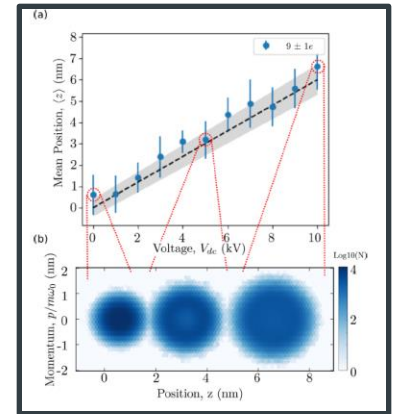 (a)
9 ± 1e
Mean Position, ⟨z⟩ (nm)
8
7
6
5
4
3
2
1
0
0 2 4 6 8 10
Voltage, V_dc (kV)
(b)
Log10(N)
Momentum, p/mω₀ (nm)
2
1
0
-1
-2
4
2
0
0 2 4 6 8
Position, z (nm)